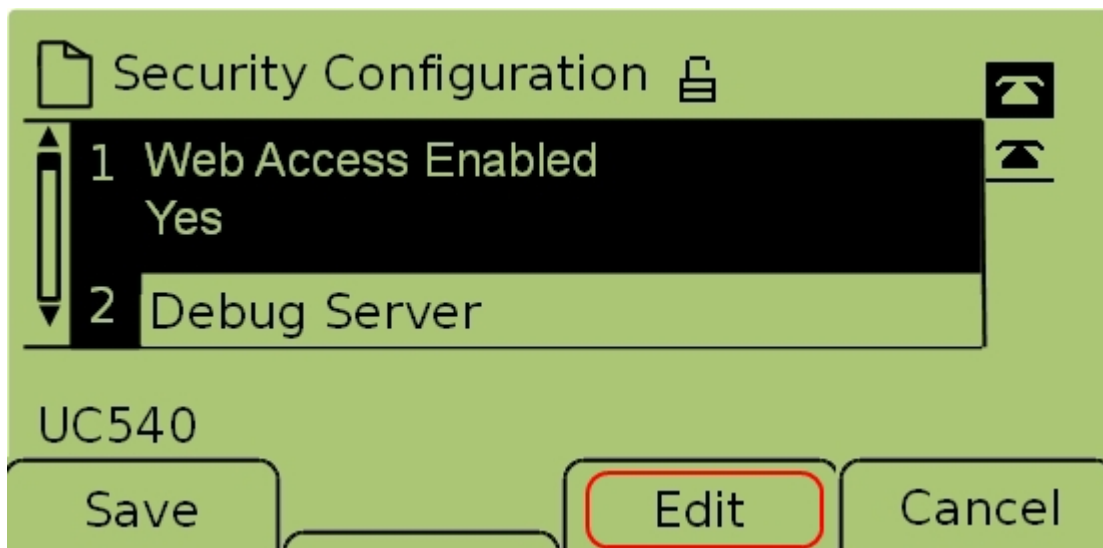 Security Configuration
1 Web Access Enabled
Yes
2 Debug Server
UC540
Save Edit Cancel